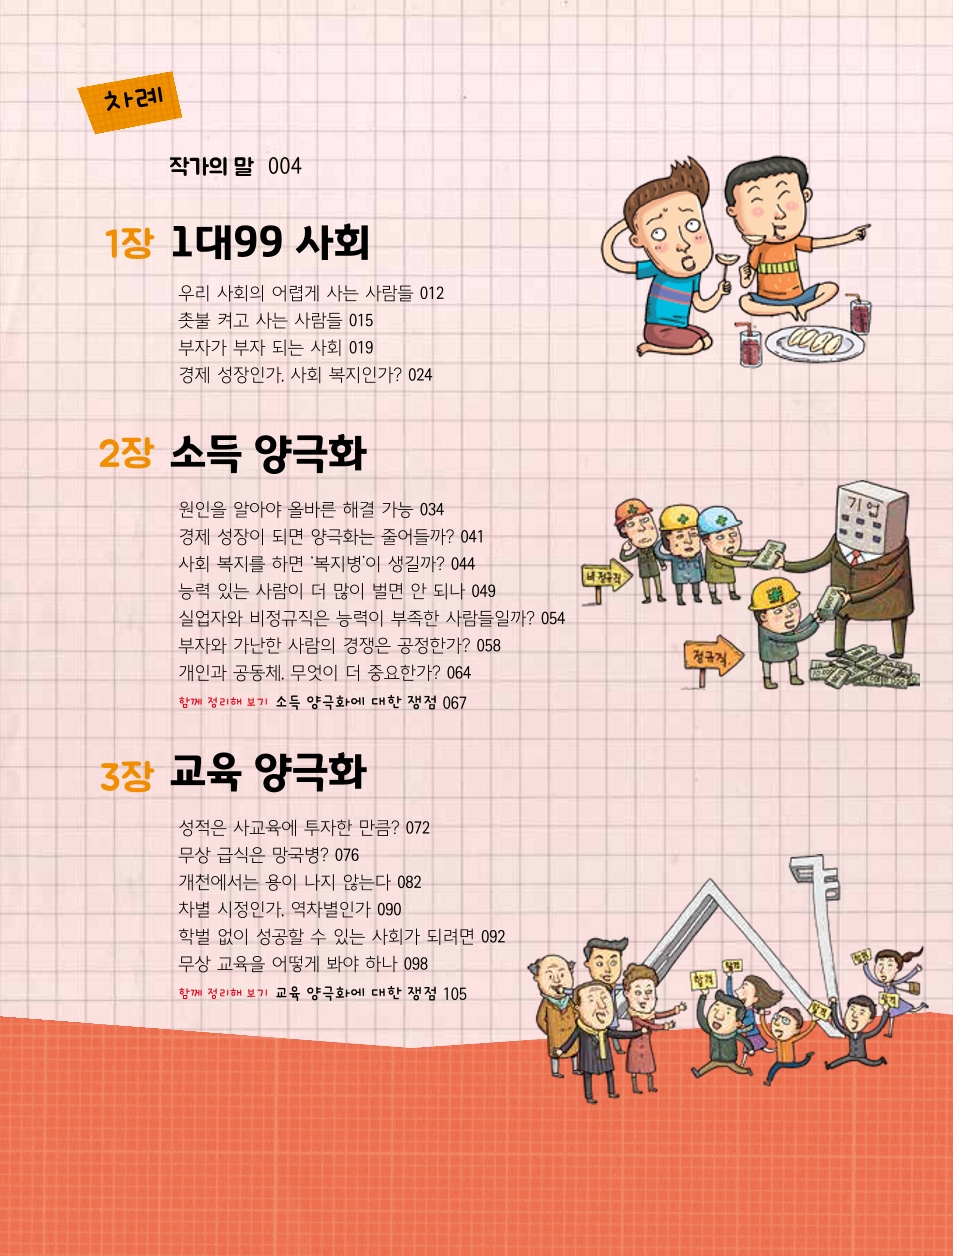 차례
작가의 말 004
1장 1대99 사회
우리 사회의 어렵게 사는 사람들 012
촛불 켜고 사는 사람들 015
부자가 부자 되는 사회 019
경제 성장인가, 사회 복지인가? 024
2장 소득 양극화
원인을 알아야 올바른 해결 가능 034
경제 성장이 되면 양극화는 줄어들까? 041
사회 복지를 하면 ‘복지병’이 생길까? 044
능력 있는 사람이 더 많이 벌면 안 되나 049
실업자와 비정규직은 능력이 부족한 사람들일까? 054
부자와 가난한 사람의 경쟁은 공정한가? 058
개인과 공동체, 무엇이 더 중요한가? 064
함께 정리해 보기 소득 양극화에 대한 쟁점 067
기업
비정규직
정규직
3장 교육 양극화
성적은 사교육에 투자한 만큼? 072
무상 급식은 망국병? 076
개천에서는 용이 나지 않는다 082
차별 시정인가, 역차별인가 090
학벌 없이 성공할 수 있는 사회가 되려면 092
무상 교육을 어떻게 봐야 하나 098
함께 정리해 보기 교육 양극화에 대한 쟁점 105
합격
합격
합격
합격
합격